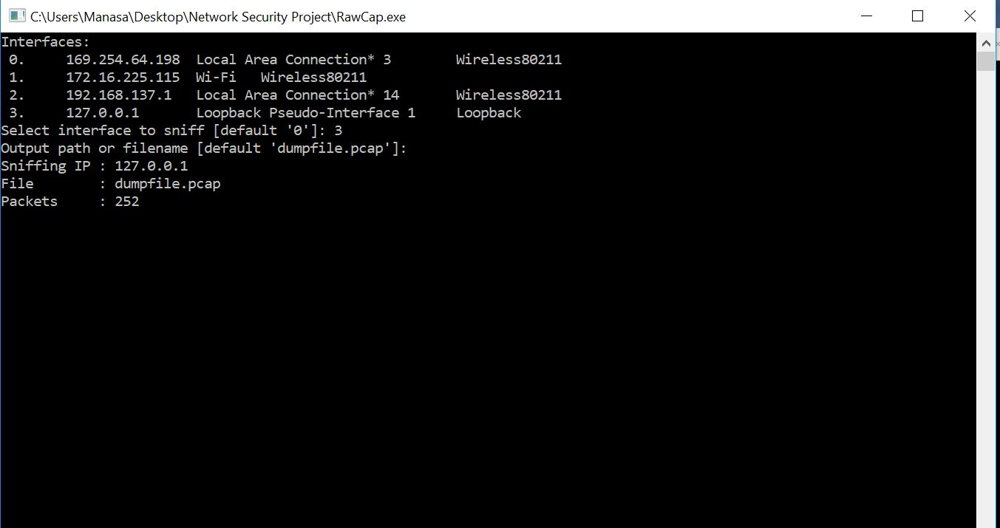 C:\Users\Manasa\Desktop\Network Security Project\RawCap.exe
Interfaces:
 0.     169.254.64.198  Local Area Connection* 3        Wireless80211
 1.     172.16.225.115  Wi-Fi   Wireless80211
 2.     192.168.137.1   Local Area Connection* 14       Wireless80211
 3.     127.0.0.1       Loopback Pseudo-Interface 1     Loopback
Select interface to sniff [default '0']: 3
Output path or filename [default 'dumpfile.pcap']:
Sniffing IP : 127.0.0.1
File        : dumpfile.pcap
Packets     : 252